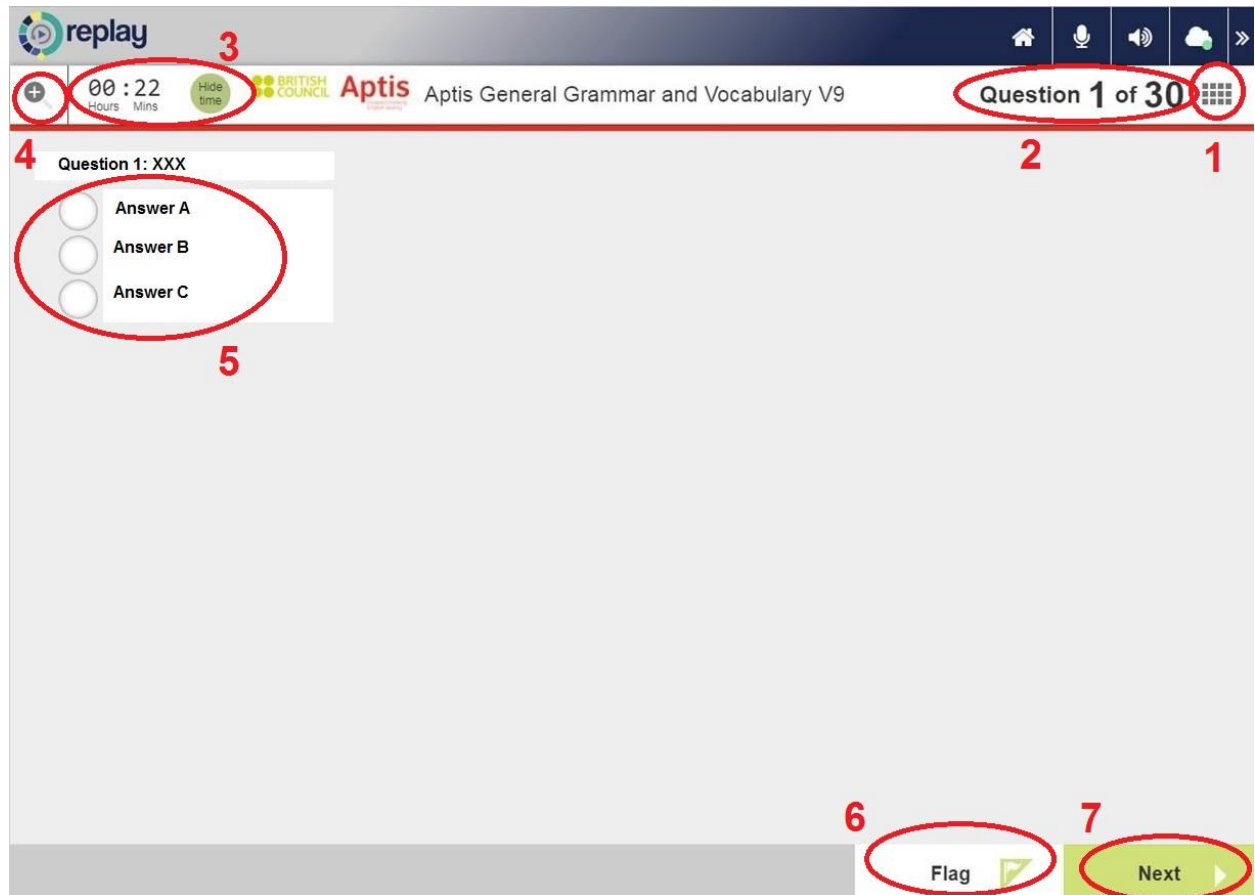 replay
3
00:22
Hours Mins
Hide time
BRITISH COUNCIL
Aptis
Aptis General Grammar and Vocabulary V9
Question 1 of 30
4
2
1
Question 1: XXX
Answer A
Answer B
Answer C
5
6
7
Flag
Next